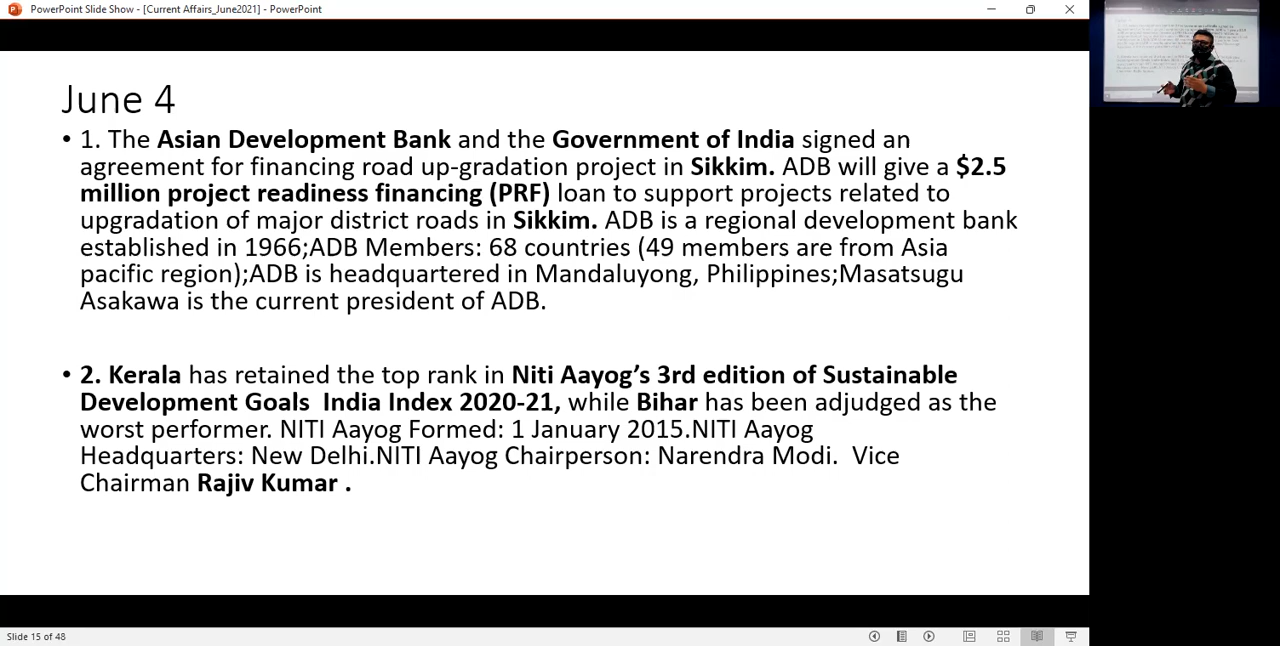 PowerPoint Slide Show - [Current Affairs_June2021] - PowerPoint
June 4
• 1. The Asian Development Bank and the Government of India signed an
agreement for financing road up-gradation project in Sikkim. ADB will give a $2.5
million project readiness financing (PRF) loan to support projects related to
upgradation of major district roads in Sikkim. ADB is a regional development bank
established in 1966;ADB Members: 68 countries (49 members are from Asia
pacific region);ADB is headquartered in Mandaluyong, Philippines;Masatsugu
Asakawa is the current president of ADB.
• 2. Kerala has retained the top rank in Niti Aayog’s 3rd edition of Sustainable
Development Goals  India Index 2020-21, while Bihar has been adjudged as the
worst performer. NITI Aayog Formed: 1 January 2015.NITI Aayog
Headquarters: New Delhi.NITI Aayog Chairperson: Narendra Modi.  Vice
Chairman Rajiv Kumar .
Slide 15 of 48